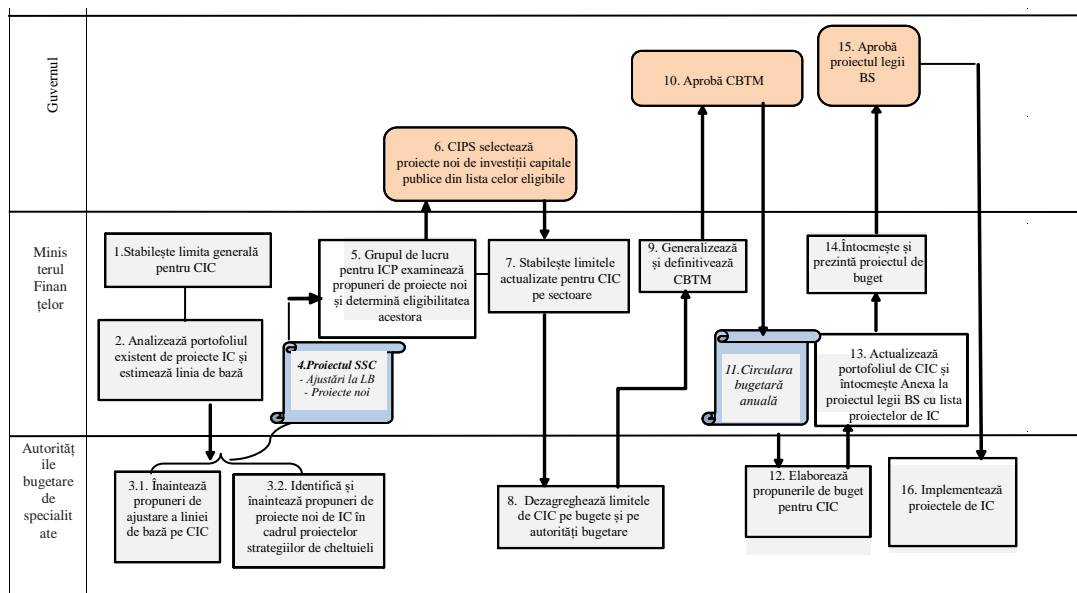 Guvernul
15. Aprobă
proiectul legii
BS
10. Aprobă CBTM
6. CIPS selectează
proiecte noi de investiții capitale
publice din lista celor eligibile
Minis
terul
Finan
țelor
1.Stabilește limita generală
pentru CIC
5. Grupul de lucru
pentru ICP examinează
propuneri de proiecte noi
și determină eligibilitatea
acestora
7. Stabilește limitele
actualizate pentru CIC
pe sectoare
9. Generalizează
și definitivează
CBTM
14.Întocmește și
prezintă proiectul de
buget
2. Analizează portofoliul
existent de proiecte IC și
estimează linia de bază
4.Proiectul SSC
- Ajustări la LB
- Proiecte noi
11.Circulara
bugetară
anuală
13. Actualizează
portofoliul de CIC și
întocmește Anexa la
proiectul legii BS cu lista
proiectelor de IC
Autorităț
ile
bugetare
de
specialit
ate
3.1. Înaintează
propuneri de
ajustare a liniei
de bază pe CIC
3.2. Identifică și
înaintează propuneri de
proiecte noi de IC în
cadrul proiectelor
strategiilor de cheltuieli
8. Dezagreghează limitele
de CIC pe bugete și pe
autorități bugetare
12. Elaborează
propunerile de buget
pentru CIC
16. Implementează
proiectele de IC